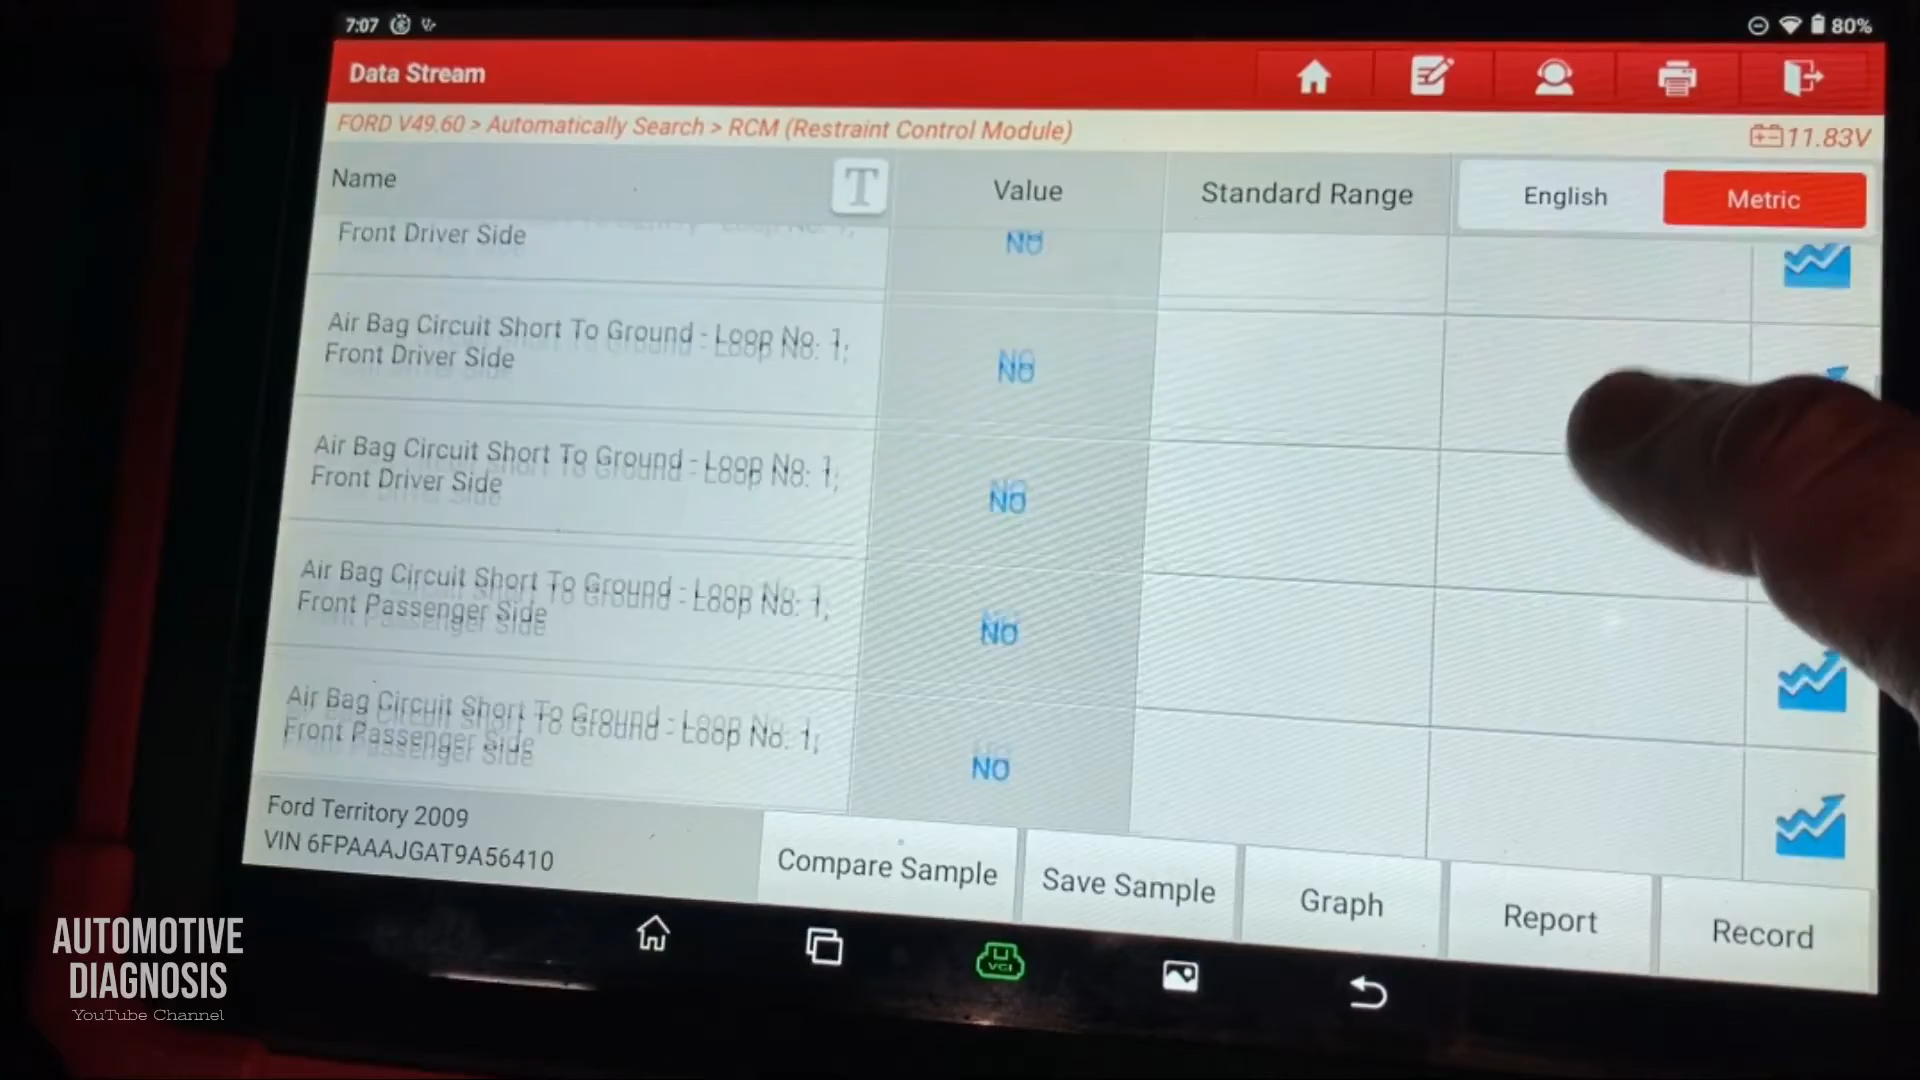 7:07
80%
Data Stream
FORD V49.60 > Automatically Search > RCM (Restraint Control Module)
11.83V
Name
T
Value
Standard Range
English
Metric
Front Driver Side
NO
Air Bag Circuit Short To Ground - Loop No. 1;
Front Driver Side
NO
Air Bag Circuit Short To Ground - Loop No. 1;
Front Driver Side
NO
Air Bag Circuit Short To Ground - Loop No. 1;
Front Passenger Side
NO
Air Bag Circuit Short To Ground - Loop No. 1;
Front Passenger Side
NO
Ford Territory 2009
VIN 6FPAAAJGAT9A56410
Compare Sample
Save Sample
Graph
Report
Record
VCI
AUTOMOTIVE
DIAGNOSIS
YouTube Channel